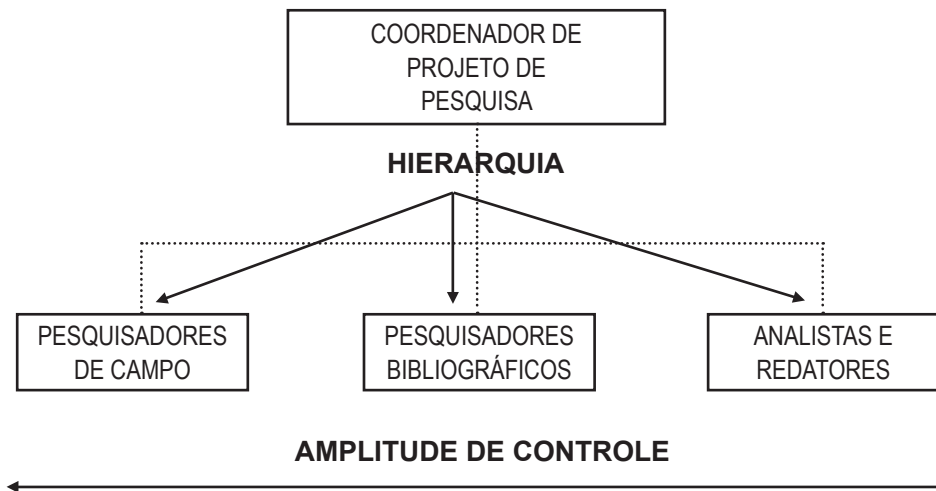 COORDENADOR DE
PROJETO DE
PESQUISA
HIERARQUIA
PESQUISADORES
DE CAMPO
PESQUISADORES
BIBLIOGRÁFICOS
ANALISTAS E
REDATORES
AMPLITUDE DE CONTROLE